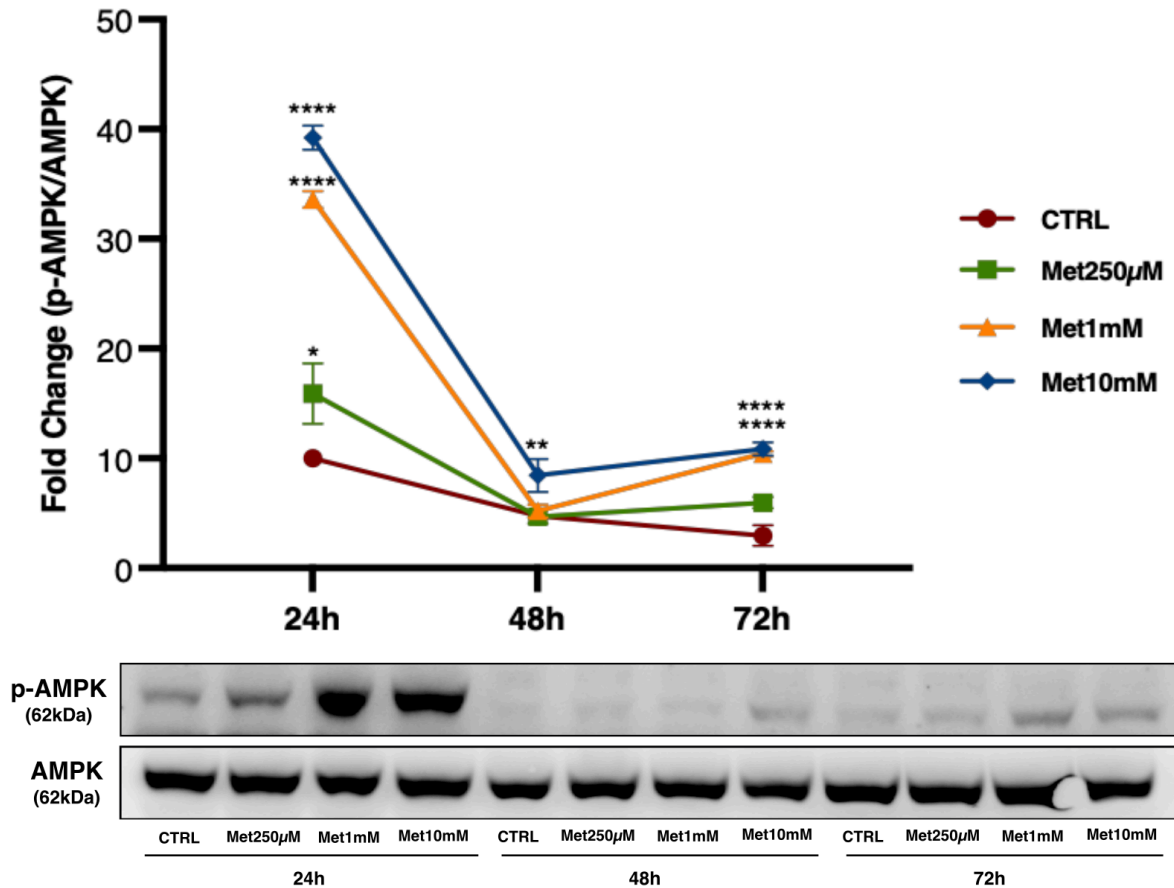 50
40
30
20
10
0
Fold Change (p-AMPK/AMPK)
****
****
*
**
****
****
24h 48h 72h
CTRL
Met250µM
Met1mM
Met10mM
p-AMPK
(62kDa)
AMPK
(62kDa)
CTRL Met250µM Met1mM Met10mM CTRL Met250µM Met1mM Met10mM CTRL Met250µM Met1mM Met10mM
24h 48h 72h